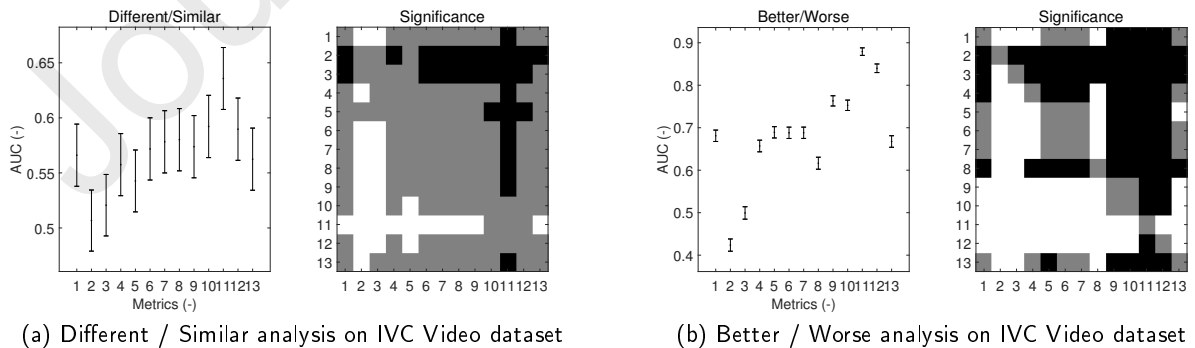 Different/Similar
AUC (-)
0.65
0.6
0.55
0.5
1 2 3 4 5 6 7 8 9 10 11 12 13
Metrics (-)
Significance
1
2
3
4
5
6
7
8
9
10
11
12
13
1 2 3 4 5 6 7 8 9 10 11 12 13
(a) Different / Similar analysis on IVC Video dataset
Better/Worse
AUC (-)
0.9
0.8
0.7
0.6
0.5
0.4
1 2 3 4 5 6 7 8 9 10 11 12 13
Metrics (-)
Significance
1
2
3
4
5
6
7
8
9
10
11
12
13
1 2 3 4 5 6 7 8 9 10 11 12 13
(b) Better / Worse analysis on IVC Video dataset